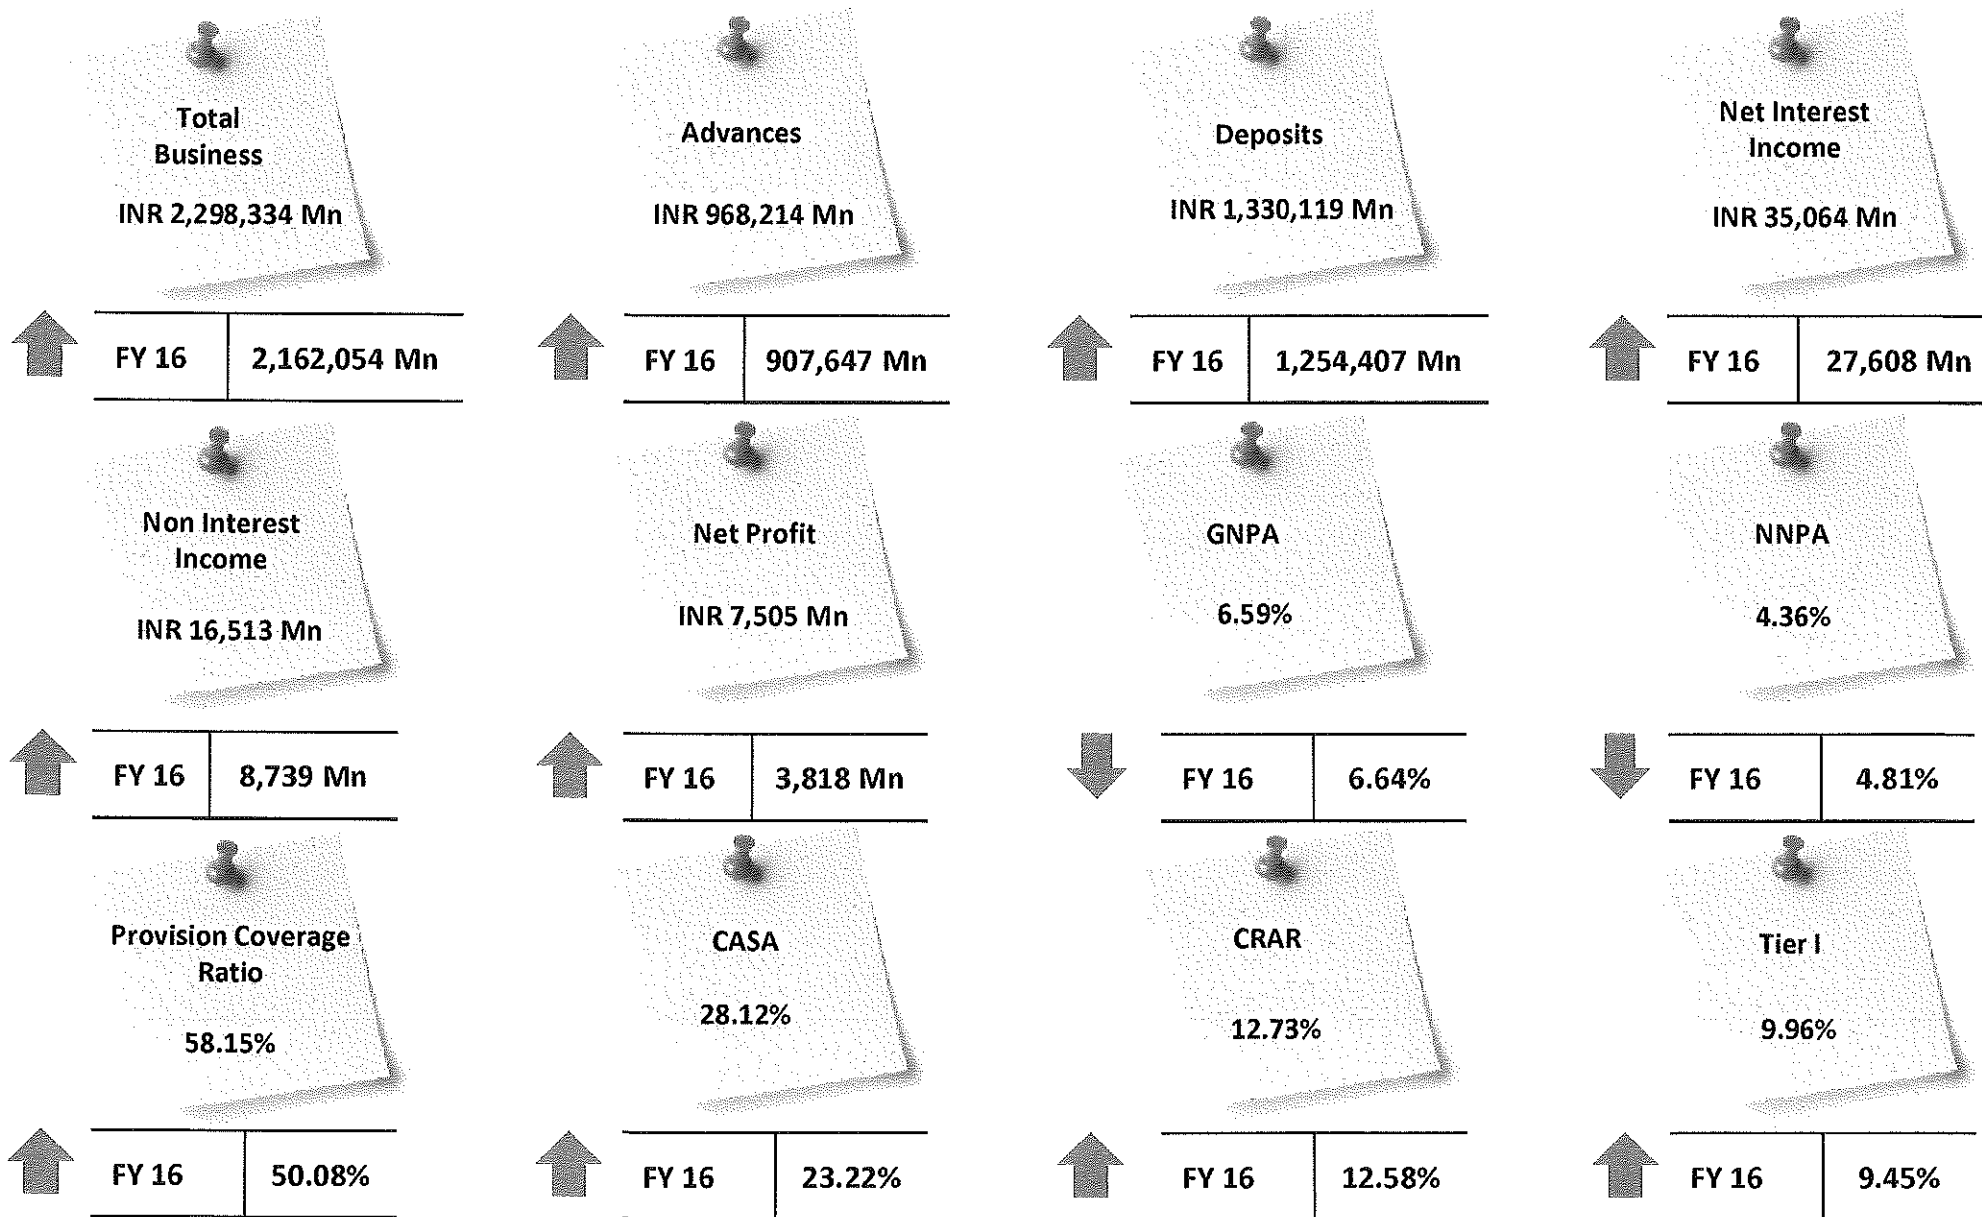 Total
Business
INR 2,298,334 Mn
FY 16 2,162,054 Mn
Advances
INR 968,214 Mn
FY 16 907,647 Mn
Deposits
INR 1,330,119 Mn
FY 16 1,254,407 Mn
Net Interest
Income
INR 35,064 Mn
FY 16 27,608 Mn
Non Interest
Income
INR 16,513 Mn
FY 16 8,739 Mn
Net Profit
INR 7,505 Mn
FY 16 3,818 Mn
GNPA
6.59%
FY 16 6.64%
NNPA
4.36%
FY 16 4.81%
Provision Coverage
Ratio
58.15%
FY 16 50.08%
CASA
28.12%
FY 16 23.22%
CRAR
12.73%
FY 16 12.58%
Tier I
9.96%
FY 16 9.45%